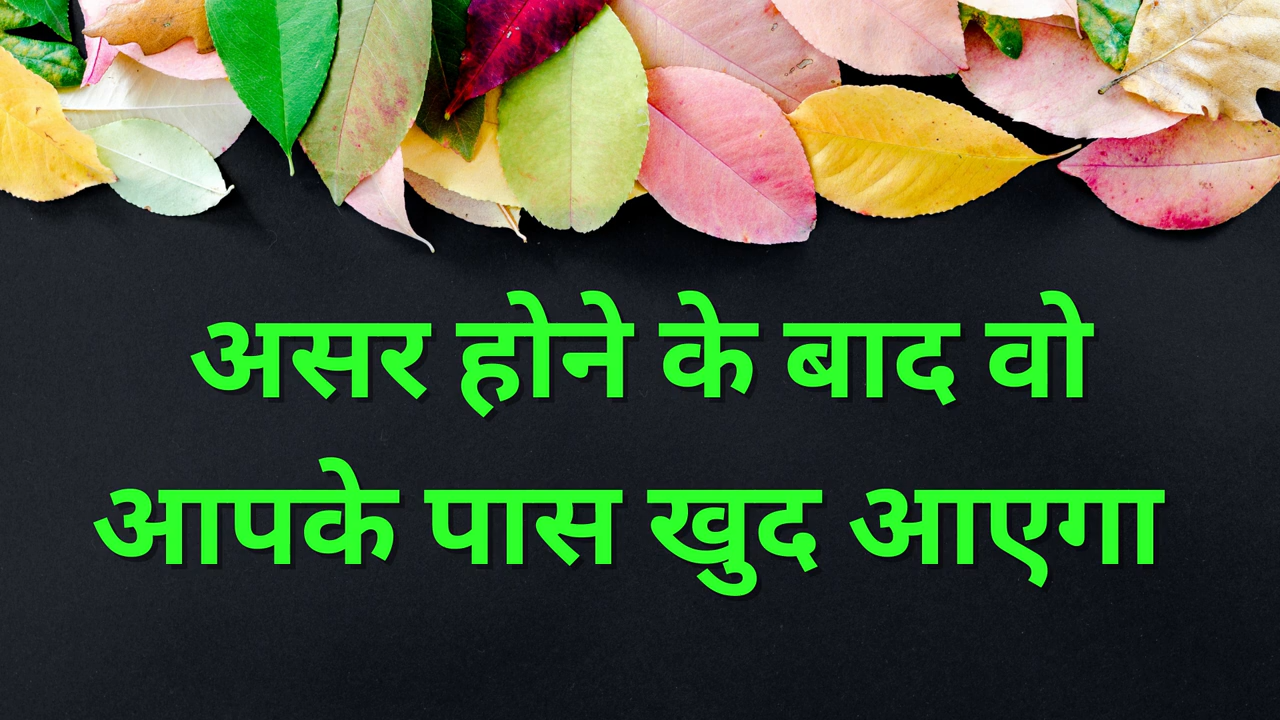 असर होने के बाद वो
आपके पास खुद आएगा